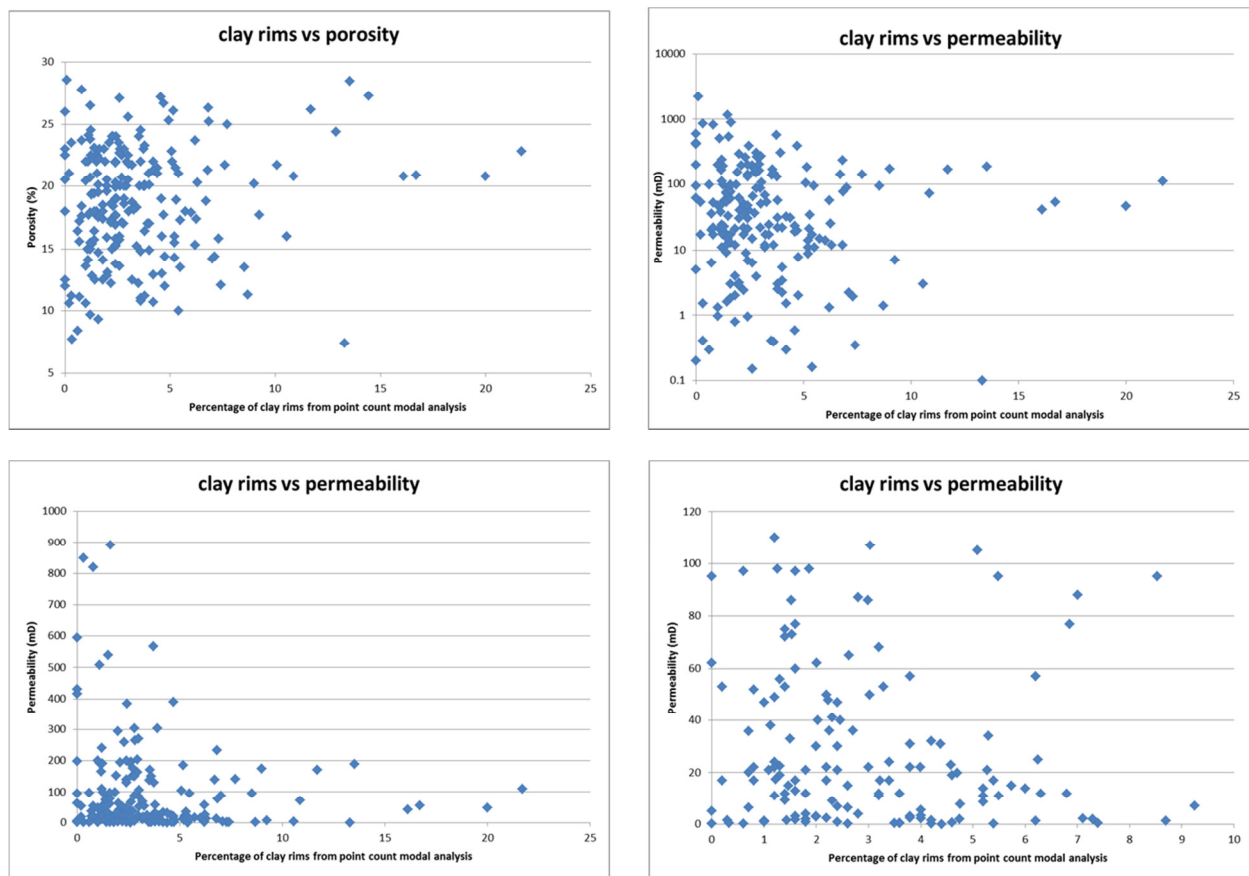 clay rims vs porosity
30
25
20
15
10
5
Porosity (%)
0 5 10 15 20 25
Percentage of clay rims from point count modal analysis
clay rims vs permeability
10000
1000
100
10
1
0.1
Permeability (mD)
0 5 10 15 20 25
Percentage of clay rims from point count modal analysis
clay rims vs permeability
1000
900
800
700
600
500
400
300
200
100
0
Permeability (mD)
0 5 10 15 20 25
Percentage of clay rims from point count modal analysis
clay rims vs permeability
120
100
80
60
40
20
0
Permeability (mD)
0 1 2 3 4 5 6 7 8 9 10
Percentage of clay rims from point count modal analysis